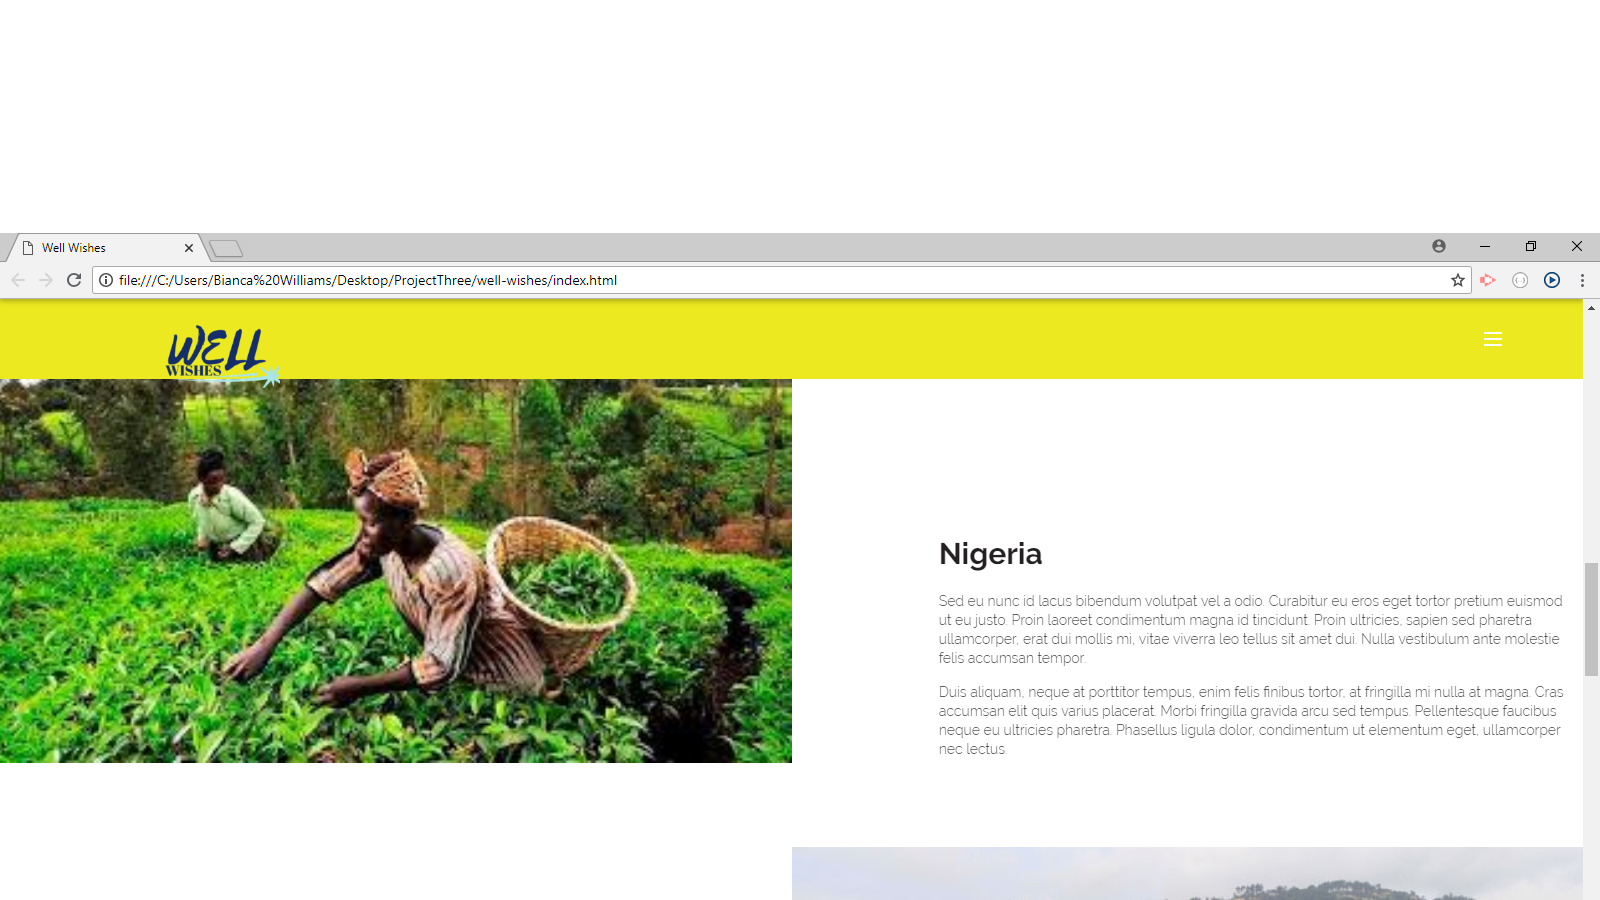 Well Wishes
file:///C:/Users/Bianca%20Williams/Desktop/ProjectThree/well-wishes/index.html
WELL
WISHES
Nigeria
Sed eu nunc id lacus bibendum volutpat vel a odio. Curabitur eu eros eget tortor pretium euismod
ut eu justo. Proin laoreet condimentum magna id tincidunt. Proin ultricies, sapien sed pharetra
ullamcorper, erat dui mollis mi, vitae viverra leo tellus sit amet dui. Nulla vestibulum ante molestie
felis accumsan tempor.
Duis aliquam, neque at porttitor tempus, enim felis finibus tortor, at fringilla mi nulla at magna. Cras
accumsan elit quis varius placerat. Morbi fringilla gravida arcu sed tempus. Pellentesque faucibus
neque eu ultricies pharetra. Phasellus ligula dolor, condimentum ut elementum eget, ullamcorper
nec lectus.